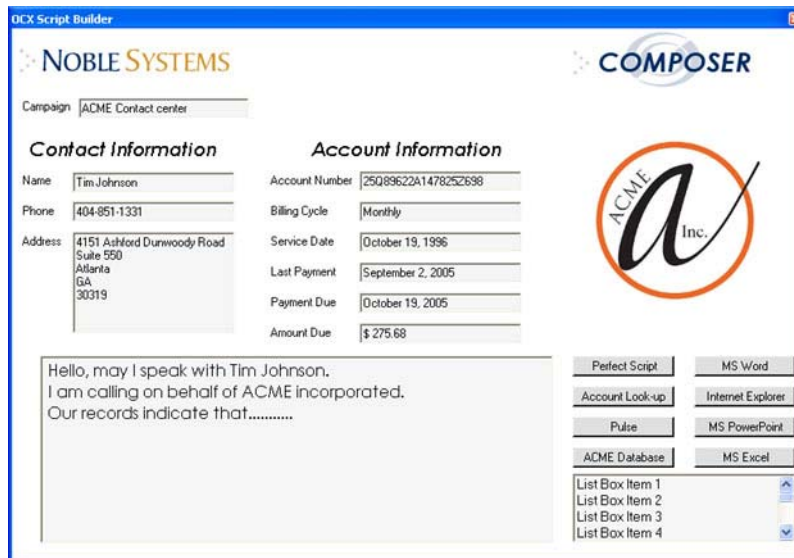 OCX Script Builder
NOBLE SYSTEMS
COMPOSER
Campaign ACME Contact center
Contact Information
Name Tim Johnson
Phone 404-851-1331
Address 4151 Ashford Dunwoody Road
Suite 550
Atlanta
GA
30319
Account Information
Account Number 25Q89622A147825Z698
Billing Cycle Monthly
Service Date October 19, 1996
Last Payment September 2, 2005
Payment Due October 19, 2005
Amount Due $ 275.68
ACME
a
Inc.
Hello, may I speak with Tim Johnson.
I am calling on behalf of ACME incorporated.
Our records indicate that...........
Perfect Script MS Word
Account Look-up Internet Explorer
Pulse MS PowerPoint
ACME Database MS Excel
List Box Item 1
List Box Item 2
List Box Item 3
List Box Item 4